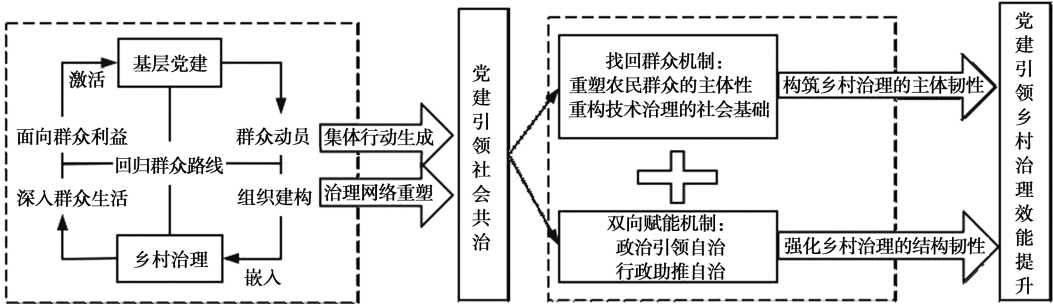 基层党建
激活
面向群众利益
群众动员
回归群众路线
深入群众生活
组织建构
乡村治理
嵌入
集体行动生成
治理网络重塑
党建引领社会共治
找回群众机制：
重塑农民群众的主体性
重构技术治理的社会基础
双向赋能机制：
政治引领自治
行政助推自治
构筑乡村治理的主体韧性
强化乡村治理的结构韧性
党建引领乡村治理效能提升